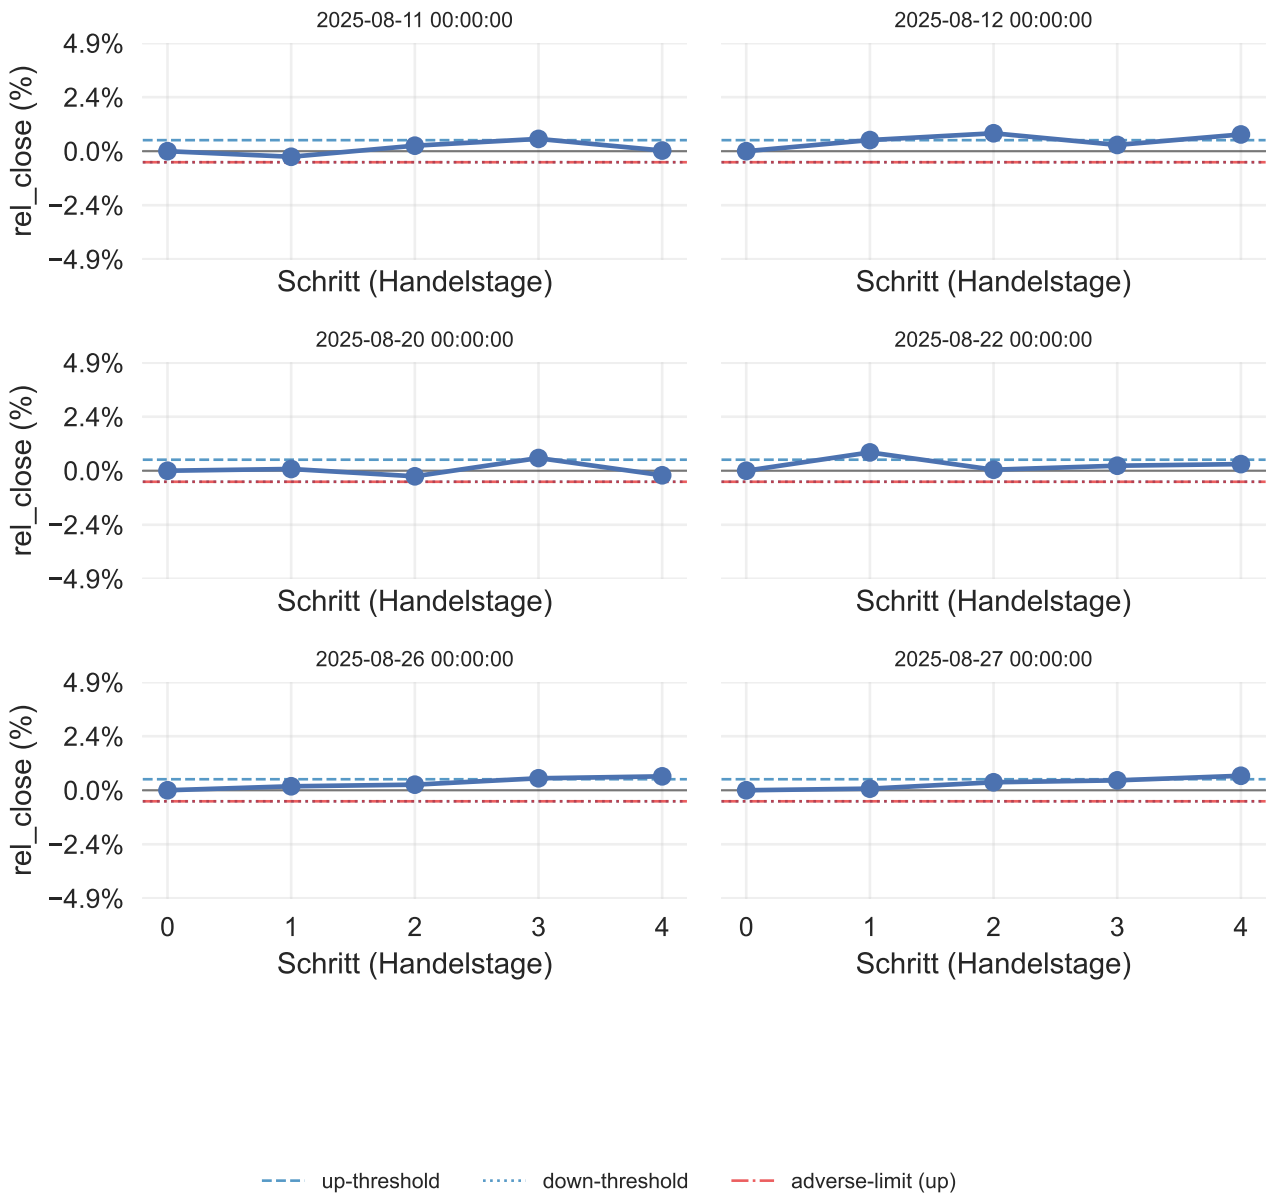 2025-08-11 00:00:00
2025-08-12 00:00:00
rel_close (%)
4.9%
2.4%
0.0%
−2.4%
−4.9%
Schritt (Handelstage)
Schritt (Handelstage)
2025-08-20 00:00:00
2025-08-22 00:00:00
rel_close (%)
4.9%
2.4%
0.0%
−2.4%
−4.9%
Schritt (Handelstage)
Schritt (Handelstage)
2025-08-26 00:00:00
2025-08-27 00:00:00
rel_close (%)
4.9%
2.4%
0.0%
−2.4%
−4.9%
0 1 2 3 4
0 1 2 3 4
Schritt (Handelstage)
Schritt (Handelstage)
up-threshold
down-threshold
adverse-limit (up)